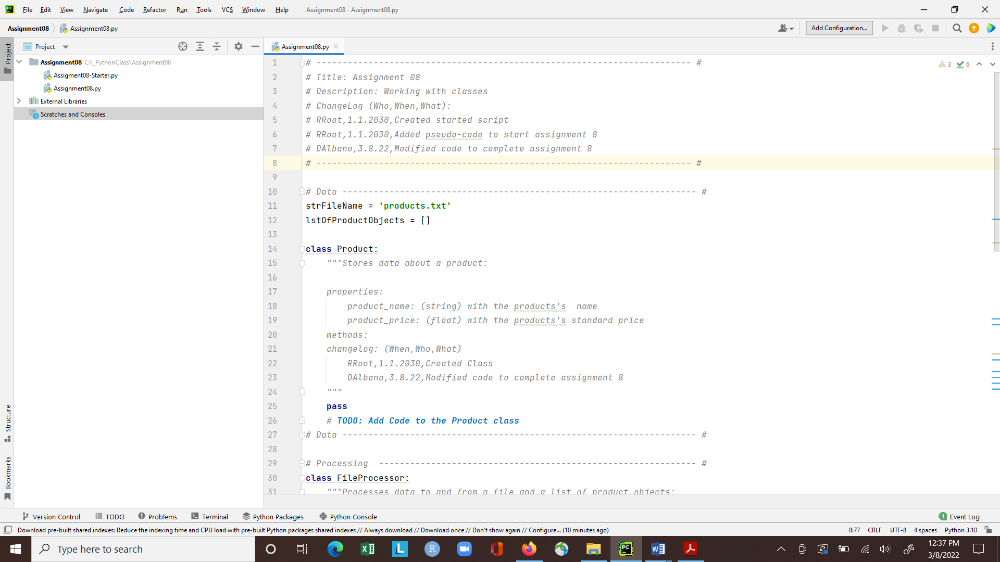 PC File Edit View Navigate Code Refactor Run Tools VCS Window Help Assignment08 - Assignment08.py
Assignment08 Assignment08.py Add Configuration...
Project Project Assignment08.py
Assignment08 C:\_PythonClass\Assignment08
Assigment08-Starter.py
Assignment08.py
External Libraries
Scratches and Consoles
3 6
1 # ------------------------------------------------------------------------ #
2 # Title: Assignment 08
3 # Description: Working with classes
4 # ChangeLog (Who,When,What):
5 # RRoot,1.1.2030,Created started script
6 # RRoot,1.1.2030,Added pseudo-code to start assignment 8
7 # DAlbano,3.8.22,Modified code to complete assignment 8
8 # ------------------------------------------------------------------------ #
9
10 # Data -------------------------------------------------------------------- #
11 strFileName = 'products.txt'
12 lstOfProductObjects = []
13
14 class Product:
15 """Stores data about a product:
16
17 properties:
18 product_name: (string) with the products's  name
19 product_price: (float) with the products's standard price
20 methods:
21 changelog: (When,Who,What)
22 RRoot,1.1.2030,Created Class
23 DAlbano,3.8.22,Modified code to complete assignment 8
24 """
25 pass
26 # TODO: Add Code to the Product class
27 # Data -------------------------------------------------------------------- #
28
29 # Processing  ------------------------------------------------------------- #
30 class FileProcessor:
31 """Processes data to and from a file and a list of product objects:
Structure
Bookmarks
Version Control TODO Problems Terminal Python Packages Python Console 1 Event Log
Download pre-built shared indexes: Reduce the indexing time and CPU load with pre-built Python packages shared indexes // Always download // Download once // Don't show again // Configure... (10 minutes ago) 8:77 CRLF UTF-8 4 spaces Python 3.10
Type here to search
12:37 PM
3/8/2022